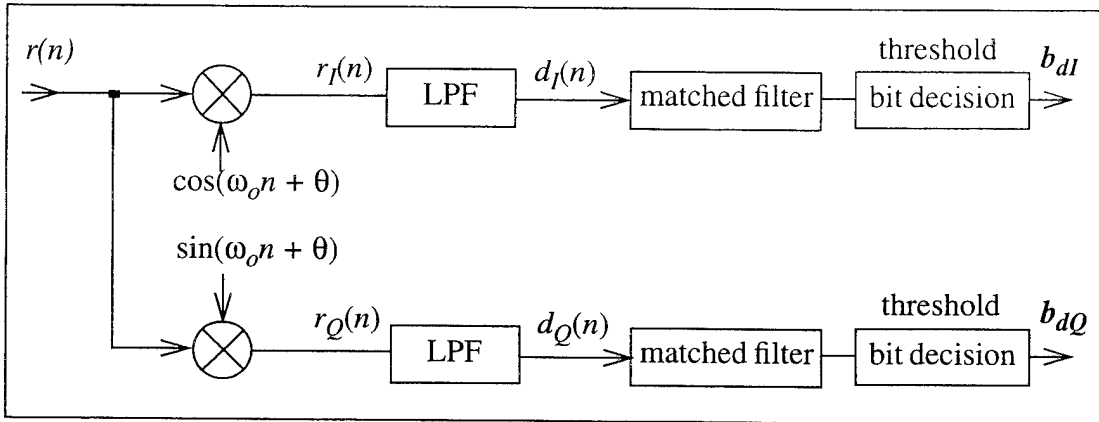 r(n)
r_I(n)
LPF
d_I(n)
matched filter
threshold
bit decision
b_dI
cos(ω_o n + θ)
sin(ω_o n + θ)
r_Q(n)
LPF
d_Q(n)
matched filter
threshold
bit decision
b_dQ